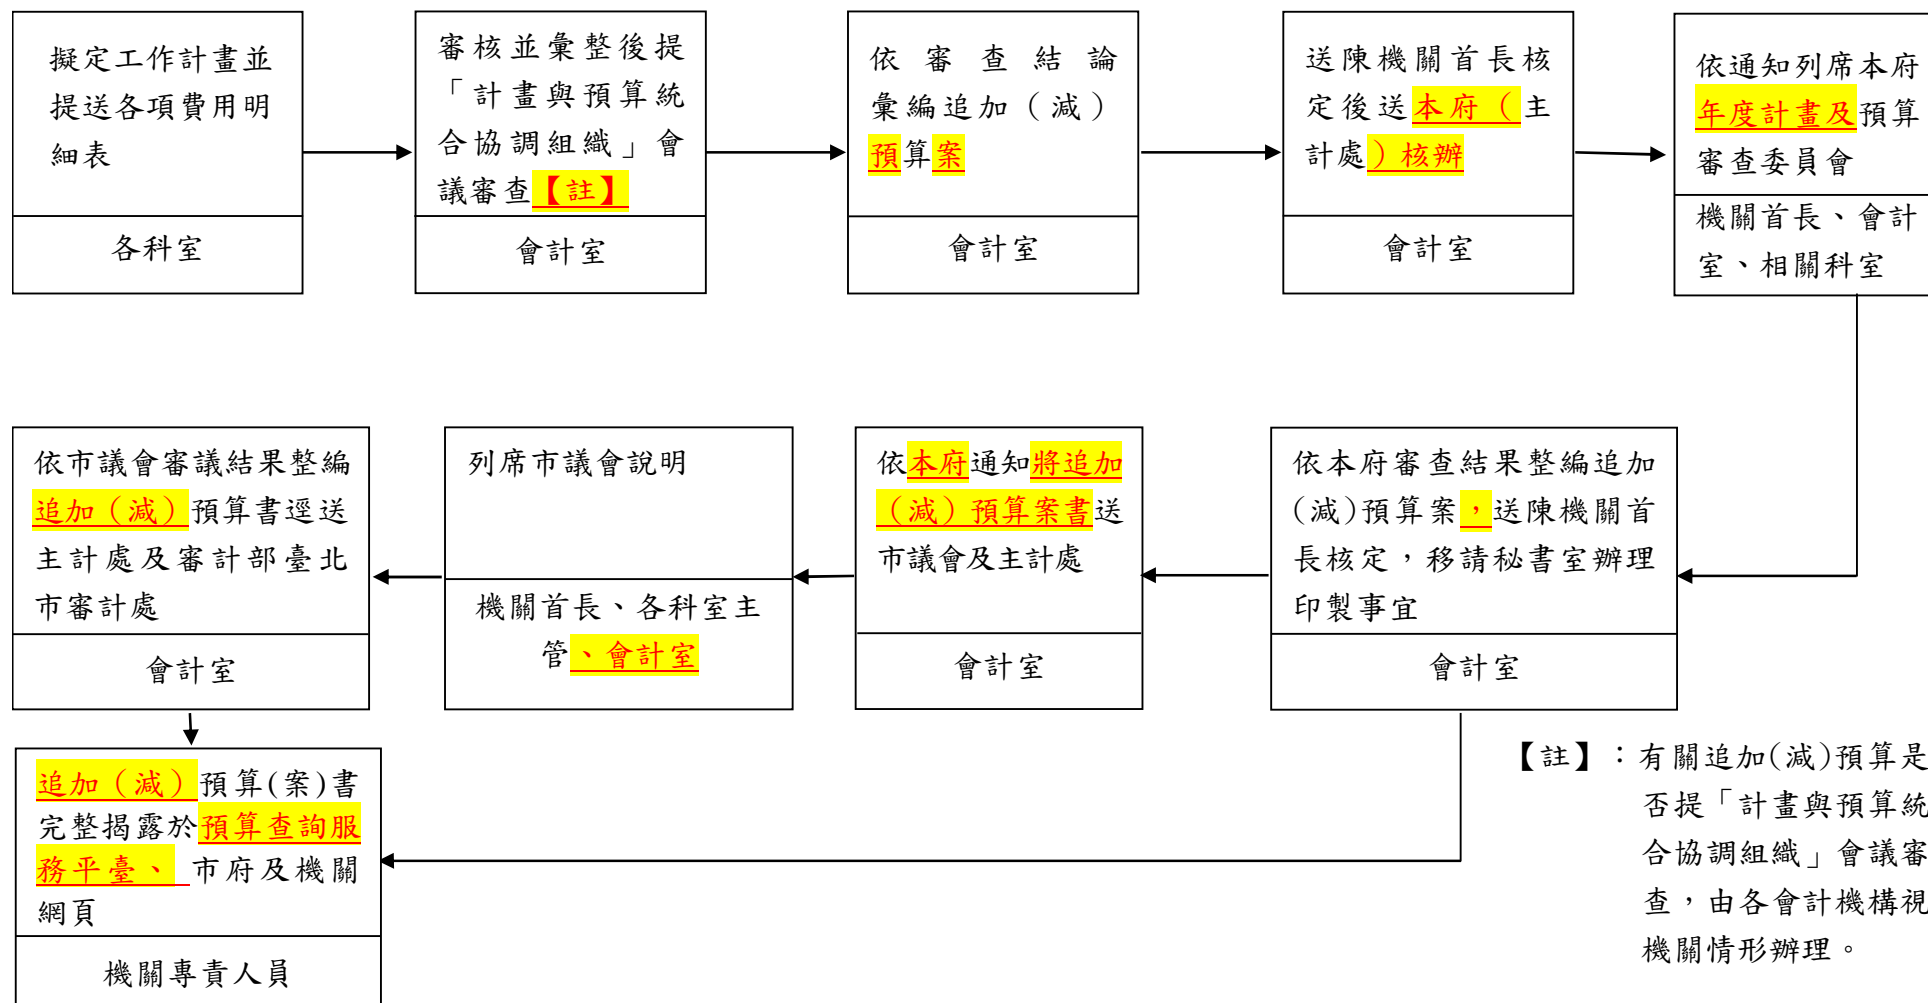 擬定工作計畫並
提送各項費用明
細表
各科室
審核並彙整後提
「計畫與預算統
合協調組織」會
議審查【註】
會計室
依審查結論
彙編追加（減）
預算案
會計室
送陳機關首長核
定後送本府（主
計處）核辦
會計室
依通知列席本府
年度計畫及預算
審查委員會
機關首長、會計
室、相關科室
依本府審查結果整編追加
(減)預算案，送陳機關首
長核定，移請秘書室辦理
印製事宜
會計室
依本府通知將追加
（減）預算案書送
市議會及主計處
會計室
列席市議會說明
機關首長、各科室主
管、會計室
依市議會審議結果整編
追加（減）預算書逕送
主計處及審計部臺北
市審計處
會計室
追加（減）預算(案)書
完整揭露於預算查詢服
務平臺、 市府及機關
網頁
機關專責人員
【註】：有關追加(減)預算是
否提「計畫與預算統
合協調組織」會議審
查，由各會計機構視
機關情形辦理。